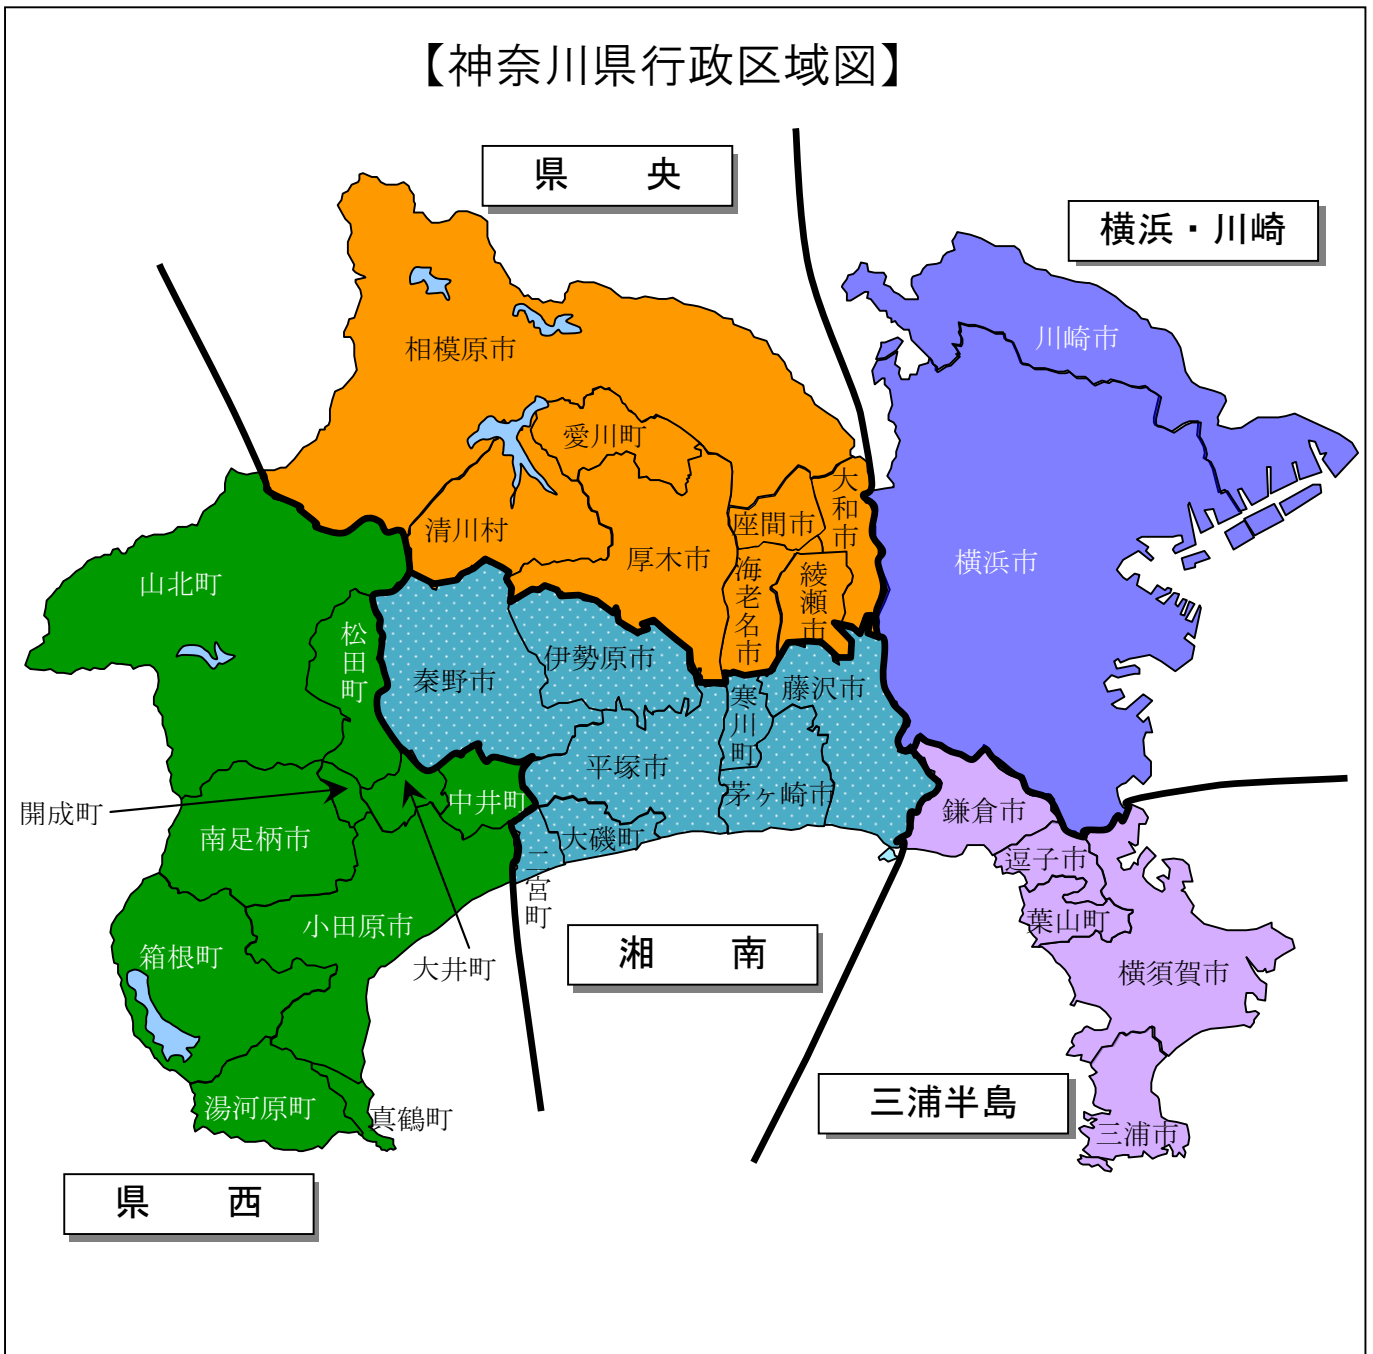 【神奈川県行政区域図】
県　央
横浜・川崎
川崎市
相模原市
愛川町
大和市
座間市
清川村
厚木市
海老名市
綾瀬市
横浜市
山北町
松田町
秦野市
伊勢原市
寒川町
藤沢市
平塚市
茅ヶ崎市
中井町
開成町
南足柄市
大磯町
二宮町
鎌倉市
逗子市
葉山町
小田原市
箱根町
大井町
湘　南
横須賀市
三浦半島
湯河原町
真鶴町
三浦市
県　西